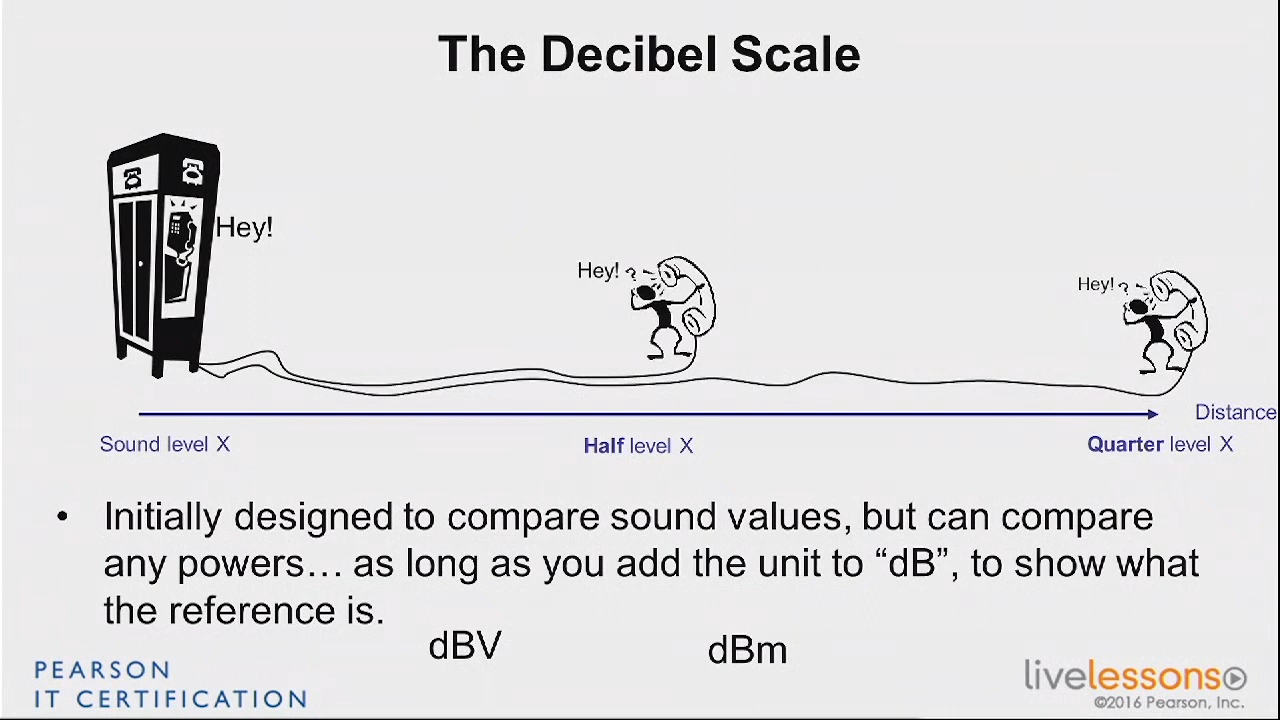 The Decibel Scale
Hey!
Hey! ?
Hey! ?
Distance
Sound level X
Half level X
Quarter level X
• Initially designed to compare sound values, but can compare
any powers… as long as you add the unit to “dB”, to show what
the reference is.
dBV
dBm
PEARSON
IT CERTIFICATION
livelessons
©2016 Pearson, Inc.